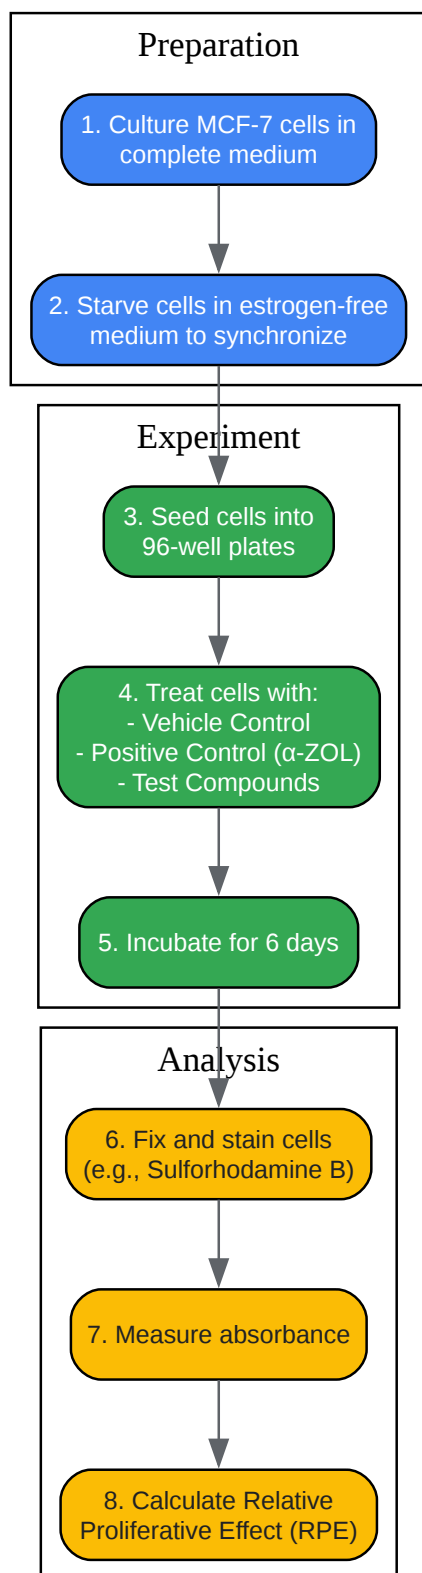 Preparation
1. Culture MCF-7 cells in
complete medium
2. Starve cells in estrogen-free
medium to synchronize
Experiment
3. Seed cells into
96-well plates
4. Treat cells with:
- Vehicle Control
- Positive Control (α-ZOL)
- Test Compounds
5. Incubate for 6 days
Analysis
6. Fix and stain cells
(e.g., Sulforhodamine B)
7. Measure absorbance
8. Calculate Relative
Proliferative Effect (RPE)